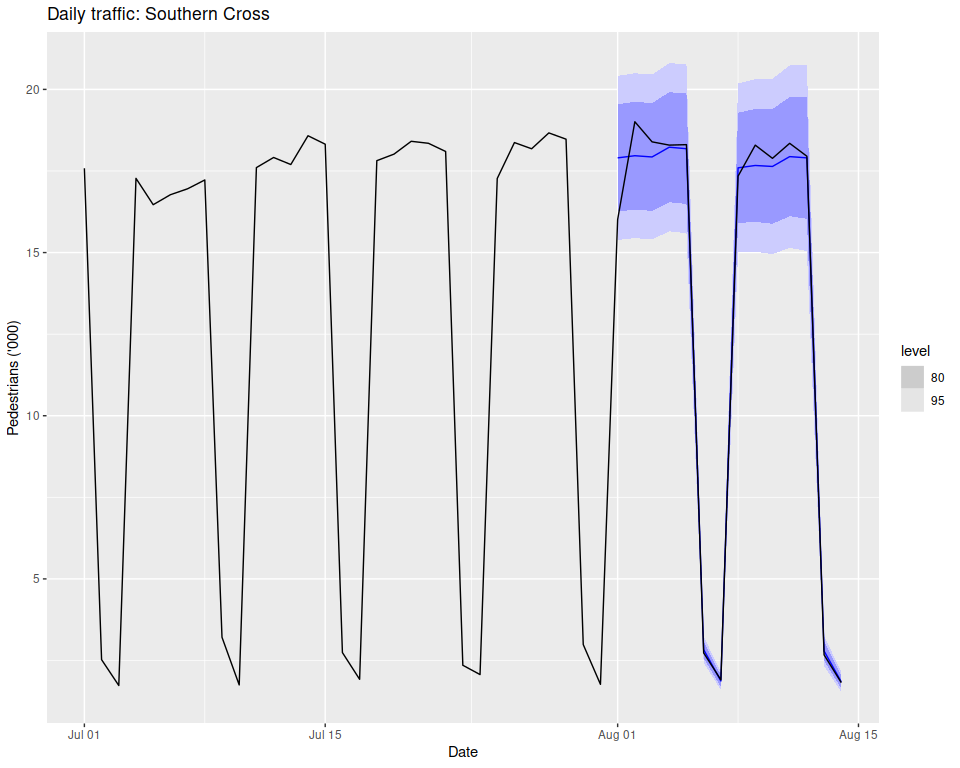 Daily traffic: Southern Cross
Pedestrians ('000)
20
15
10
5
Jul 01
Jul 15
Aug 01
Aug 15
Date
level
80
95